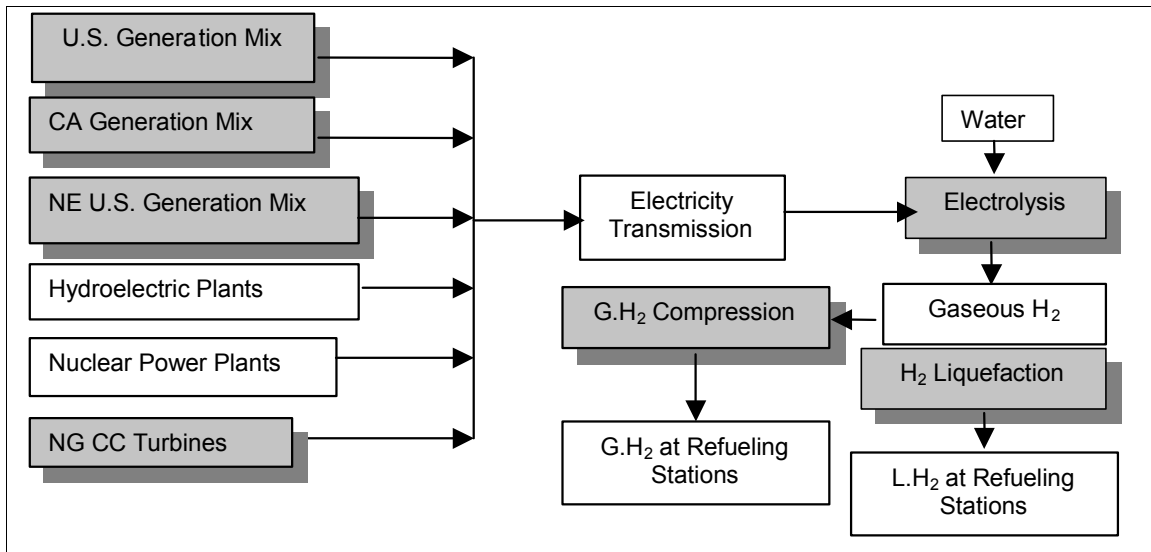 U.S. Generation Mix
CA Generation Mix
NE U.S. Generation Mix
Hydroelectric Plants
Nuclear Power Plants
NG CC Turbines
Electricity
Transmission
Water
Electrolysis
Gaseous H₂
G.H₂ Compression
H₂ Liquefaction
G.H₂ at Refueling
Stations
L.H₂ at Refueling
Stations